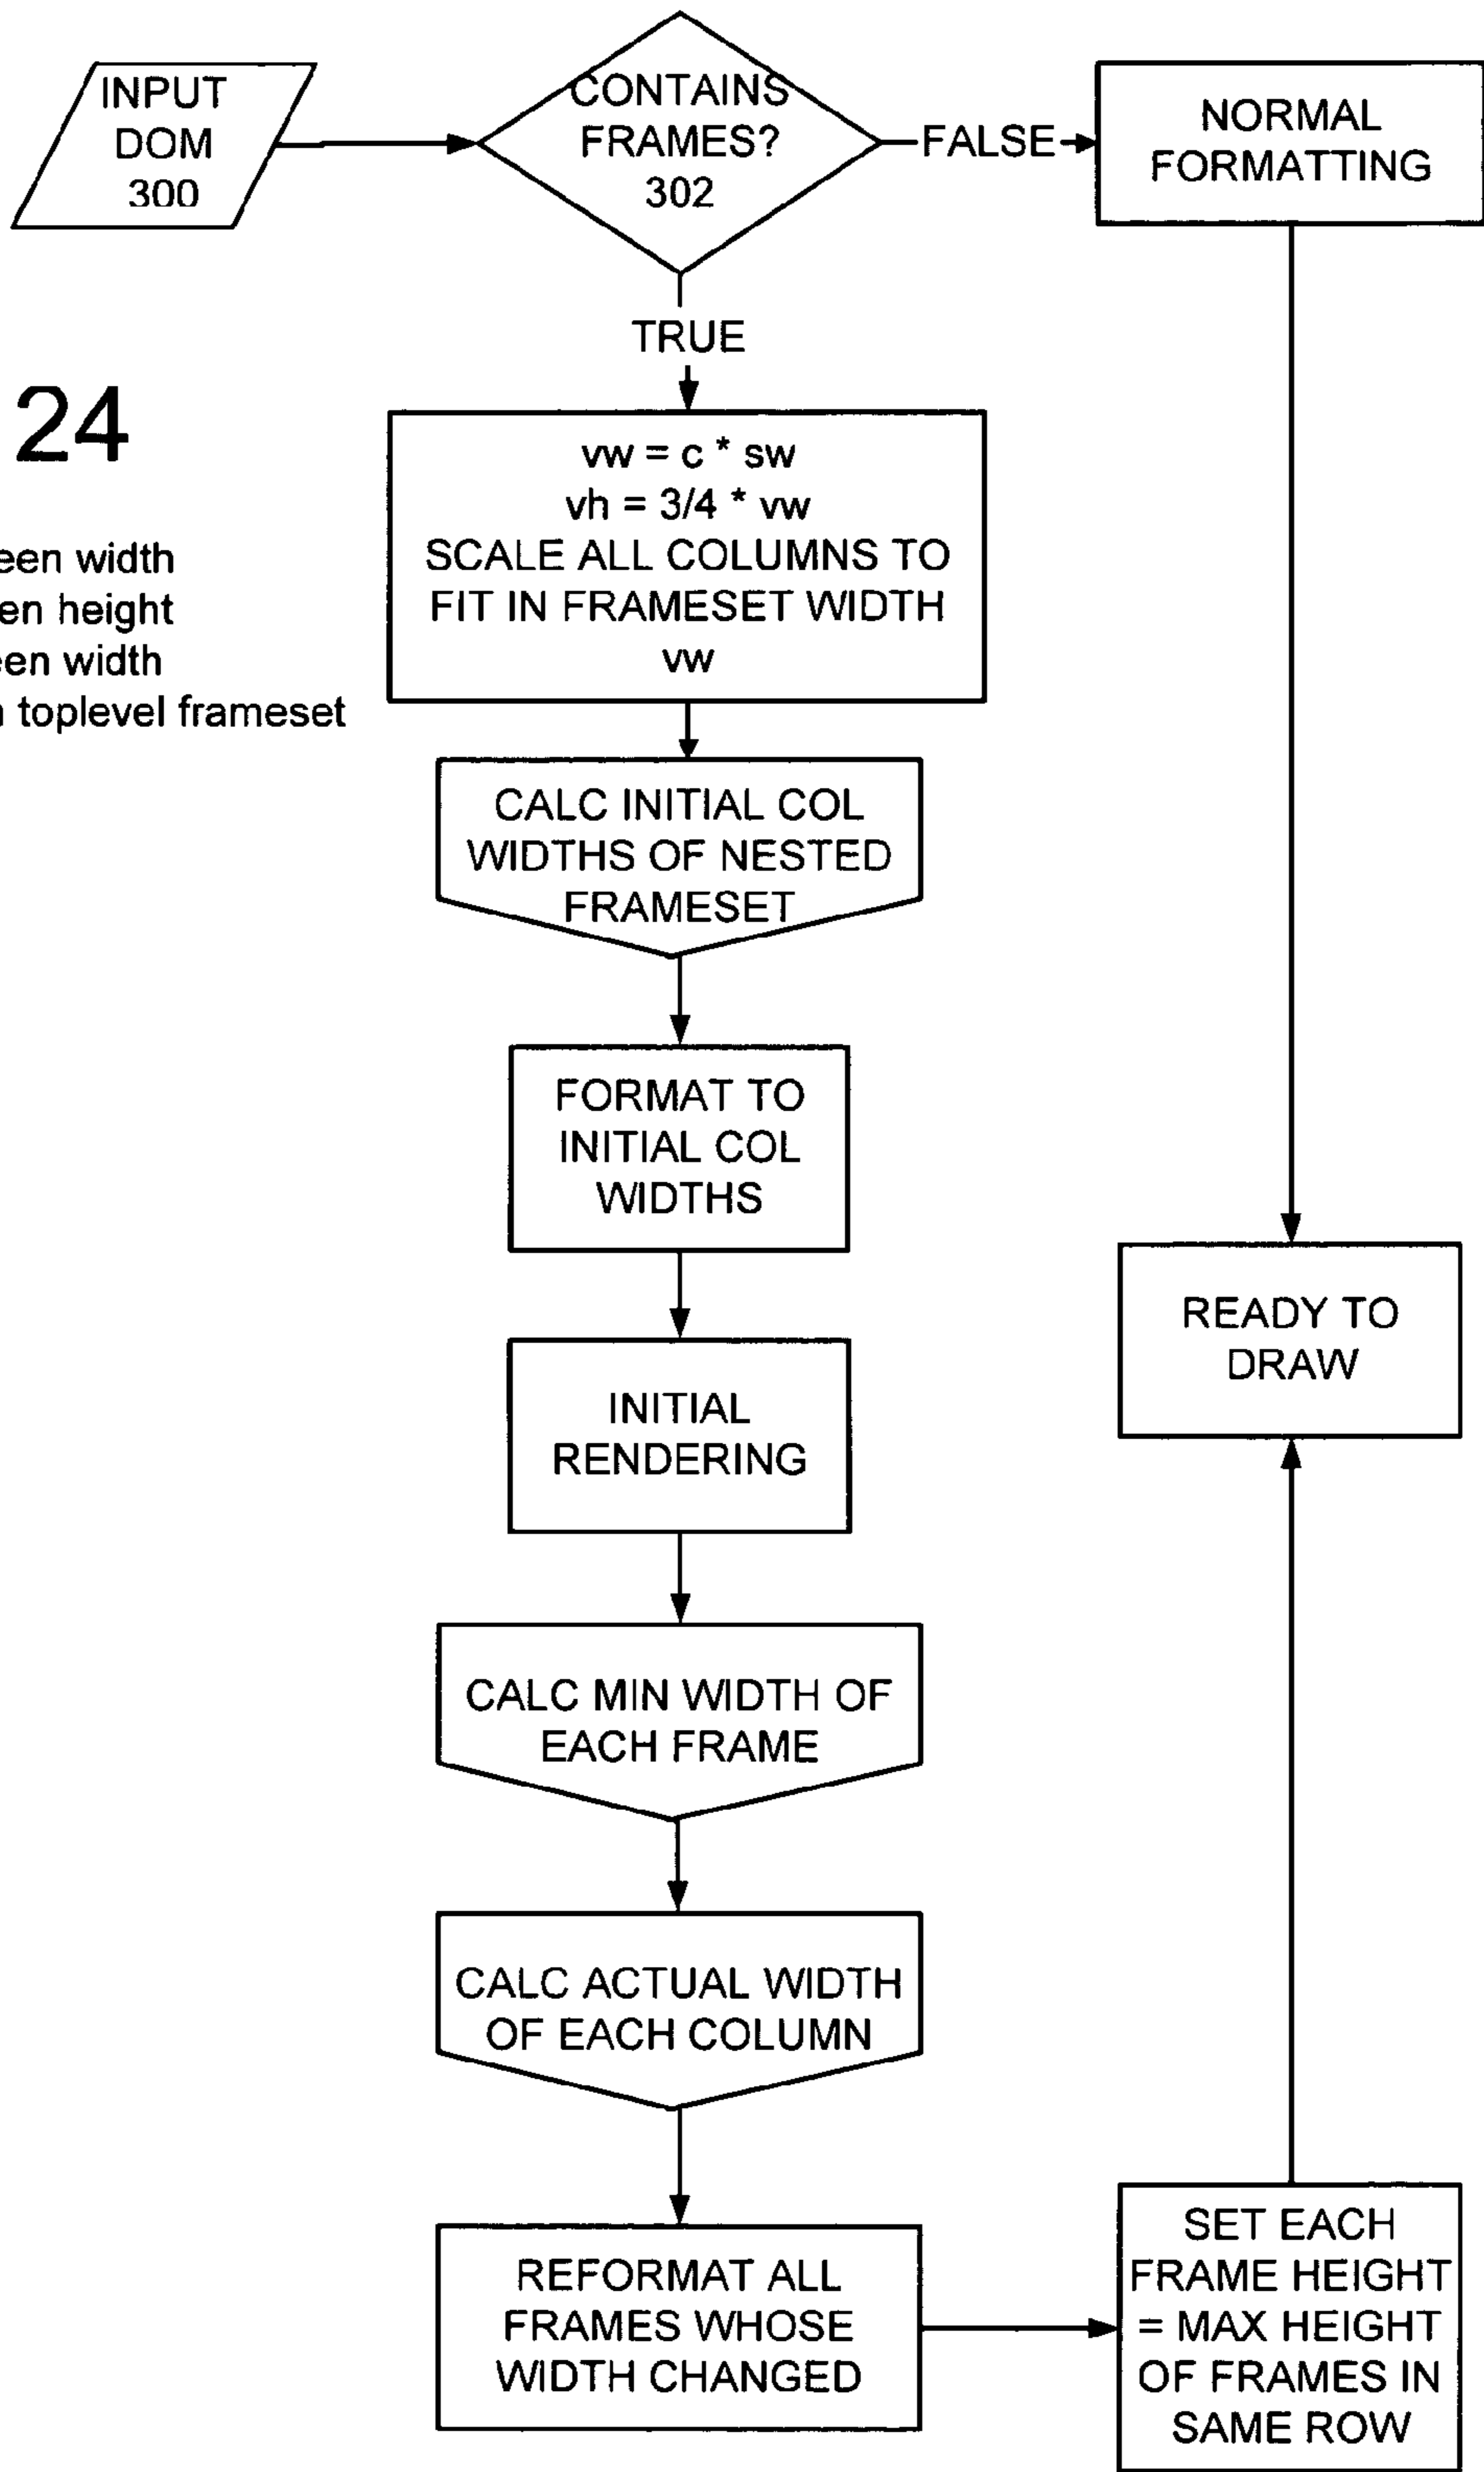 INPUT
DOM
300
CONTAINS
FRAMES?
302
FALSE
NORMAL
FORMATTING
TRUE
24
width
height
width
toplevel frameset
vw = c * sw
vh = 3/4 * vw
SCALE ALL COLUMNS TO
FIT IN FRAMESET WIDTH
vw
CALC INITIAL COL
WIDTHS OF NESTED
FRAMESET
FORMAT TO
INITIAL COL
WIDTHS
INITIAL
RENDERING
READY TO
DRAW
CALC MIN WIDTH OF
EACH FRAME
CALC ACTUAL WIDTH
OF EACH COLUMN
REFORMAT ALL
FRAMES WHOSE
WIDTH CHANGED
SET EACH
FRAME HEIGHT
= MAX HEIGHT
OF FRAMES IN
SAME ROW